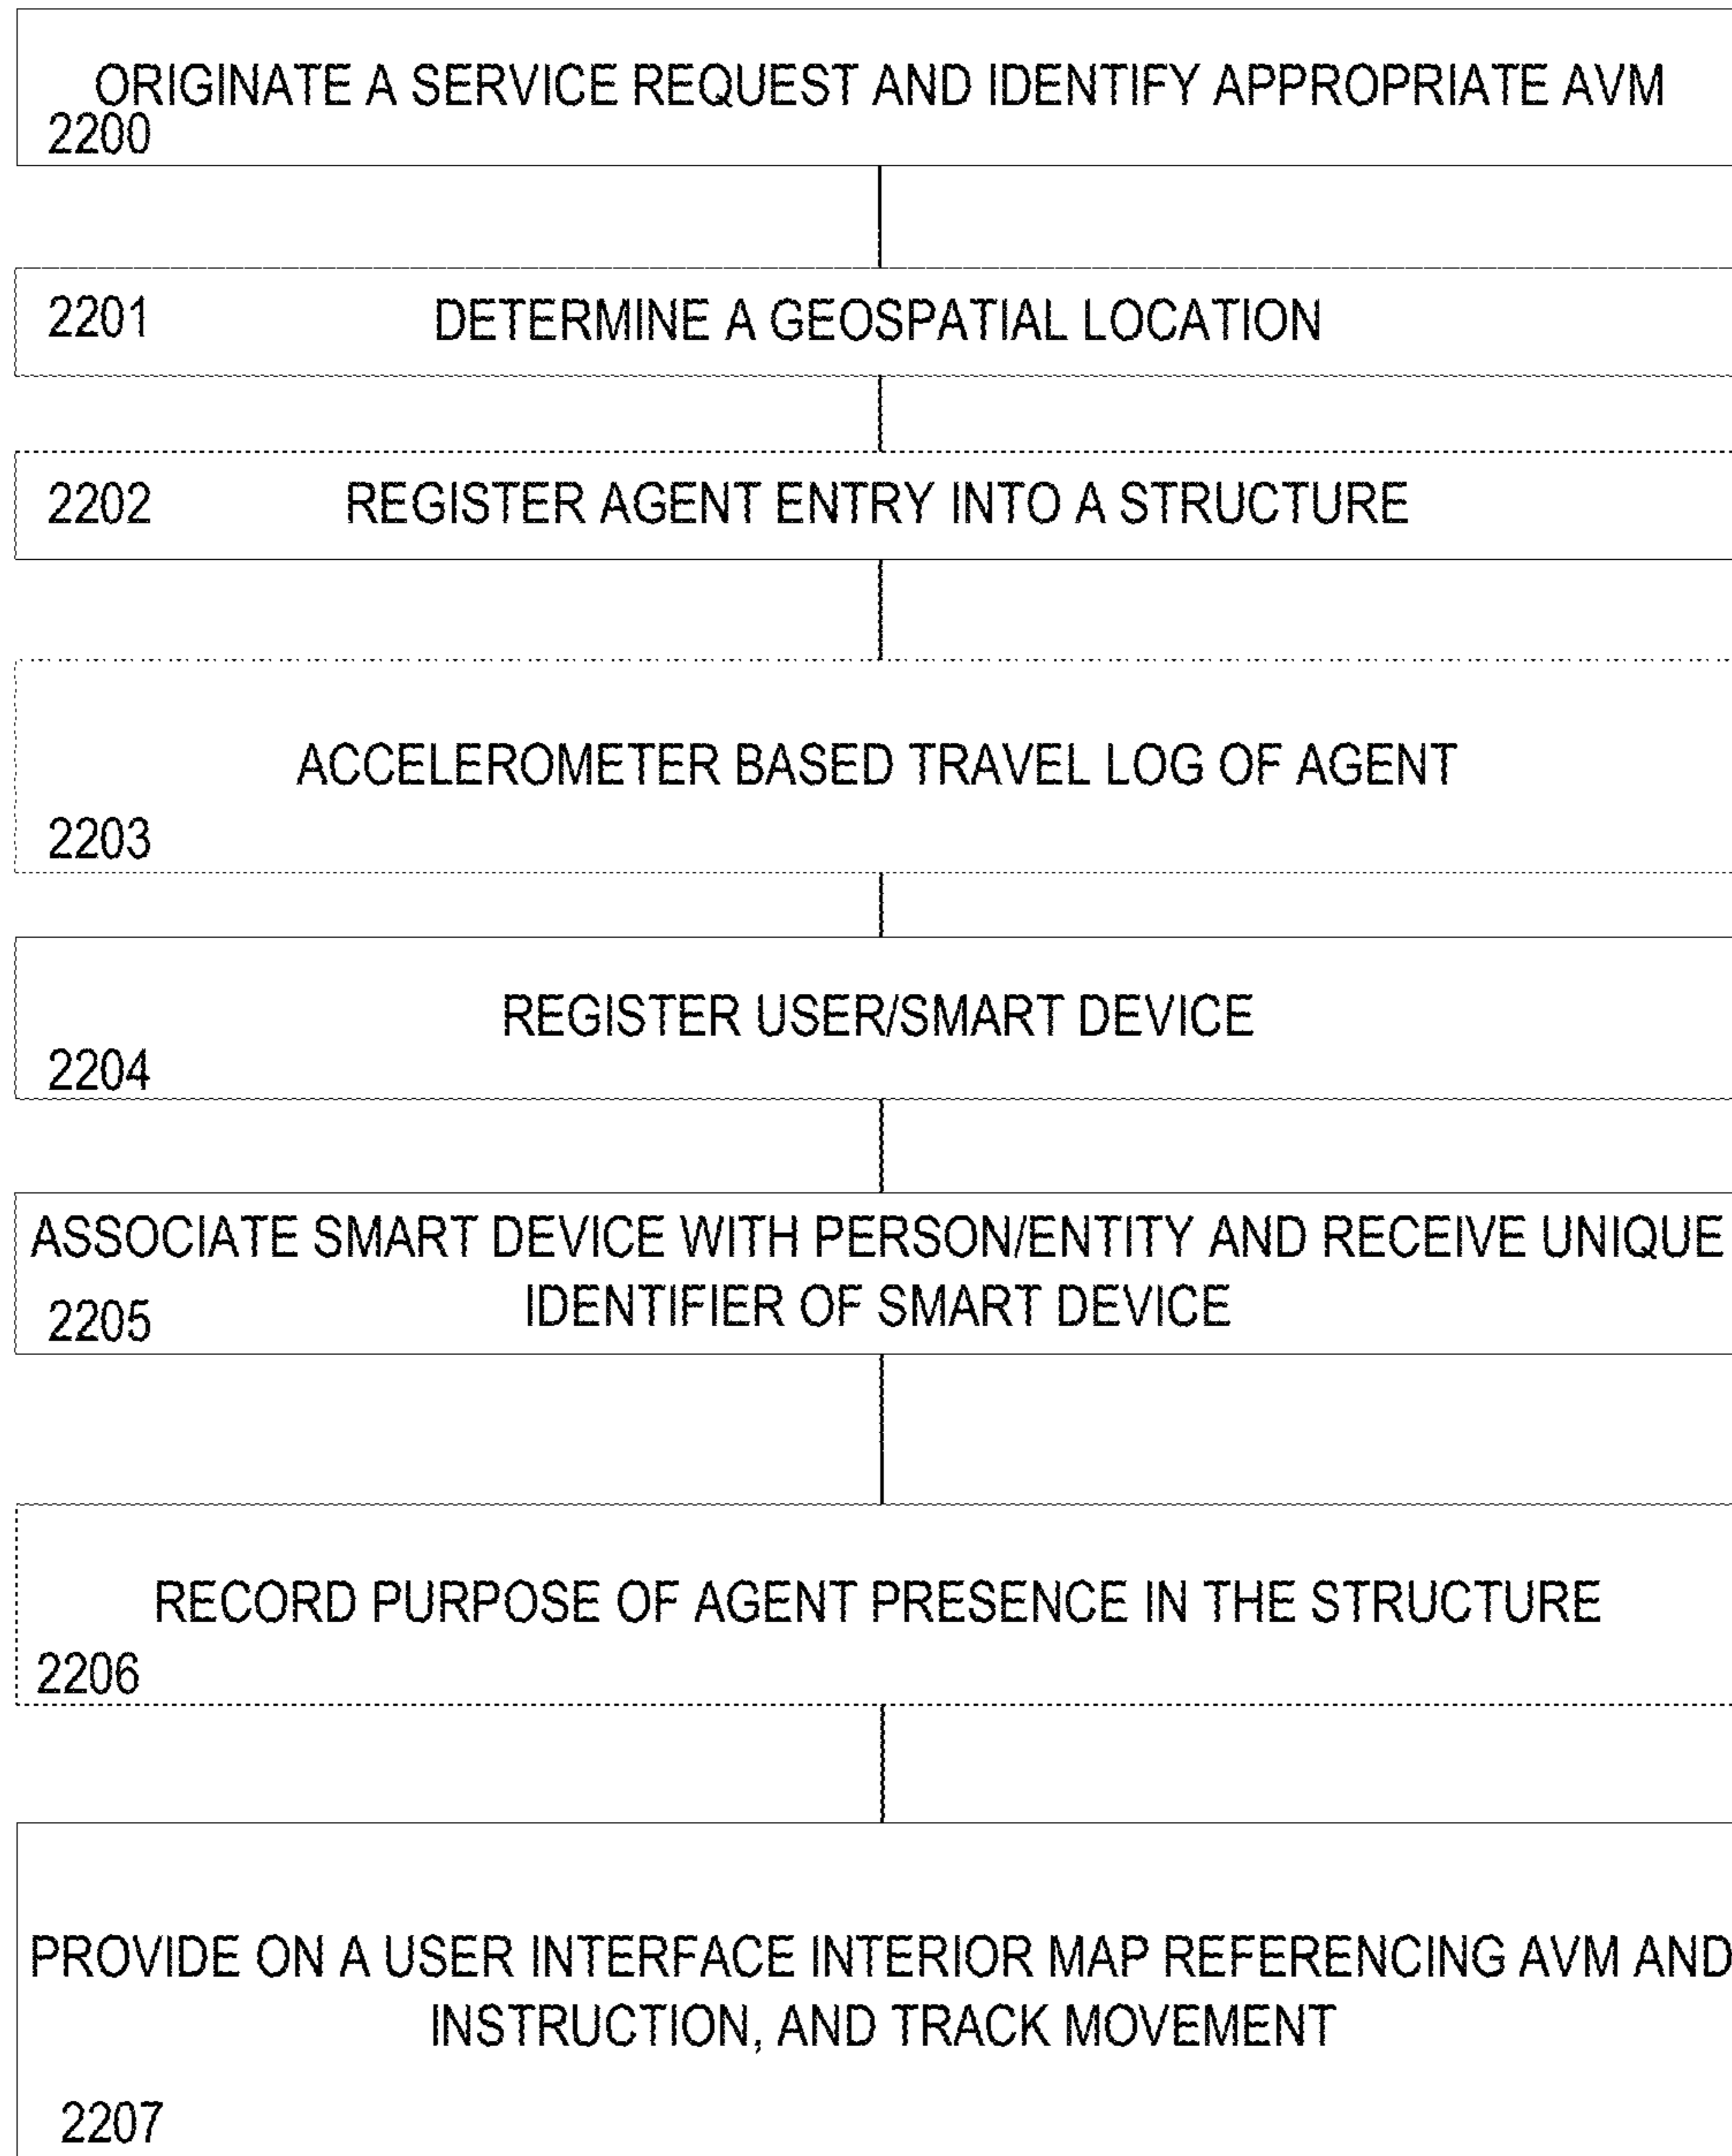 ORIGINATE A SERVICE REQUEST AND IDENTIFY APPROPRIATE AVM
2200
2201 DETERMINE A GEOSPATIAL LOCATION
2202 REGISTER AGENT ENTRY INTO A STRUCTURE
ACCELEROMETER BASED TRAVEL LOG OF AGENT
2203
REGISTER USER/SMART DEVICE
2204
ASSOCIATE SMART DEVICE WITH PERSON/ENTITY AND RECEIVE UNIQUE
IDENTIFIER OF SMART DEVICE
2205
RECORD PURPOSE OF AGENT PRESENCE IN THE STRUCTURE
2206
PROVIDE ON A USER INTERFACE INTERIOR MAP REFERENCING AVM AND
INSTRUCTION, AND TRACK MOVEMENT
2207